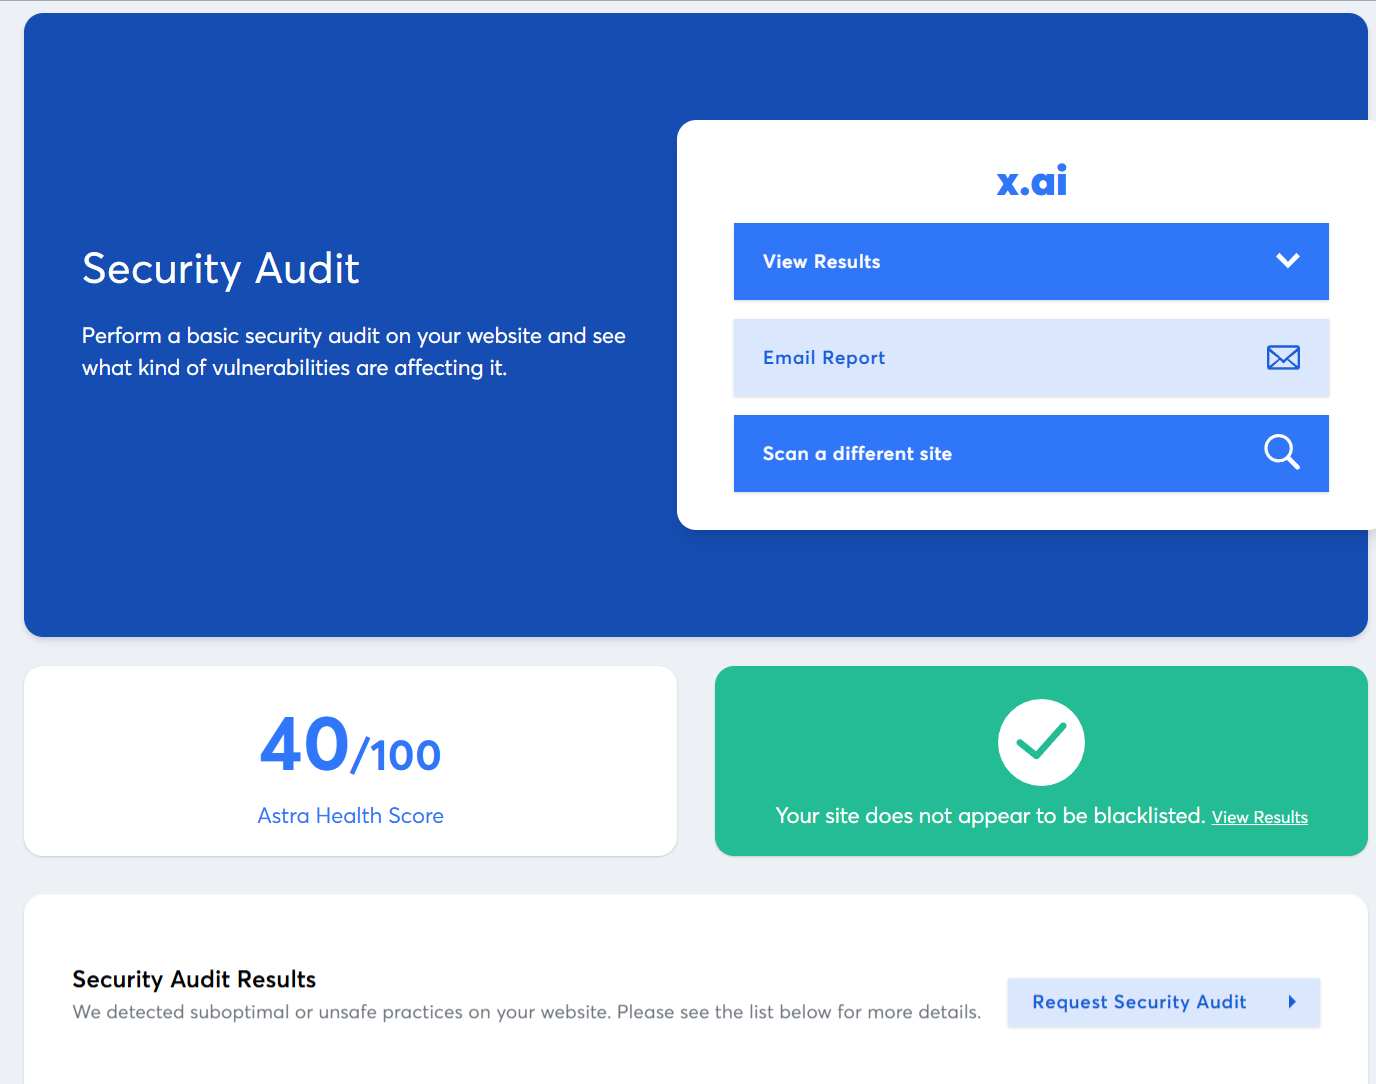 Security Audit
Perform a basic security audit on your website and see
what kind of vulnerabilities are affecting it.
x.ai
View Results
Email Report
Scan a different site
40/100
Astra Health Score
Your site does not appear to be blacklisted. View Results
Security Audit Results
We detected suboptimal or unsafe practices on your website. Please see the list below for more details.
Request Security Audit